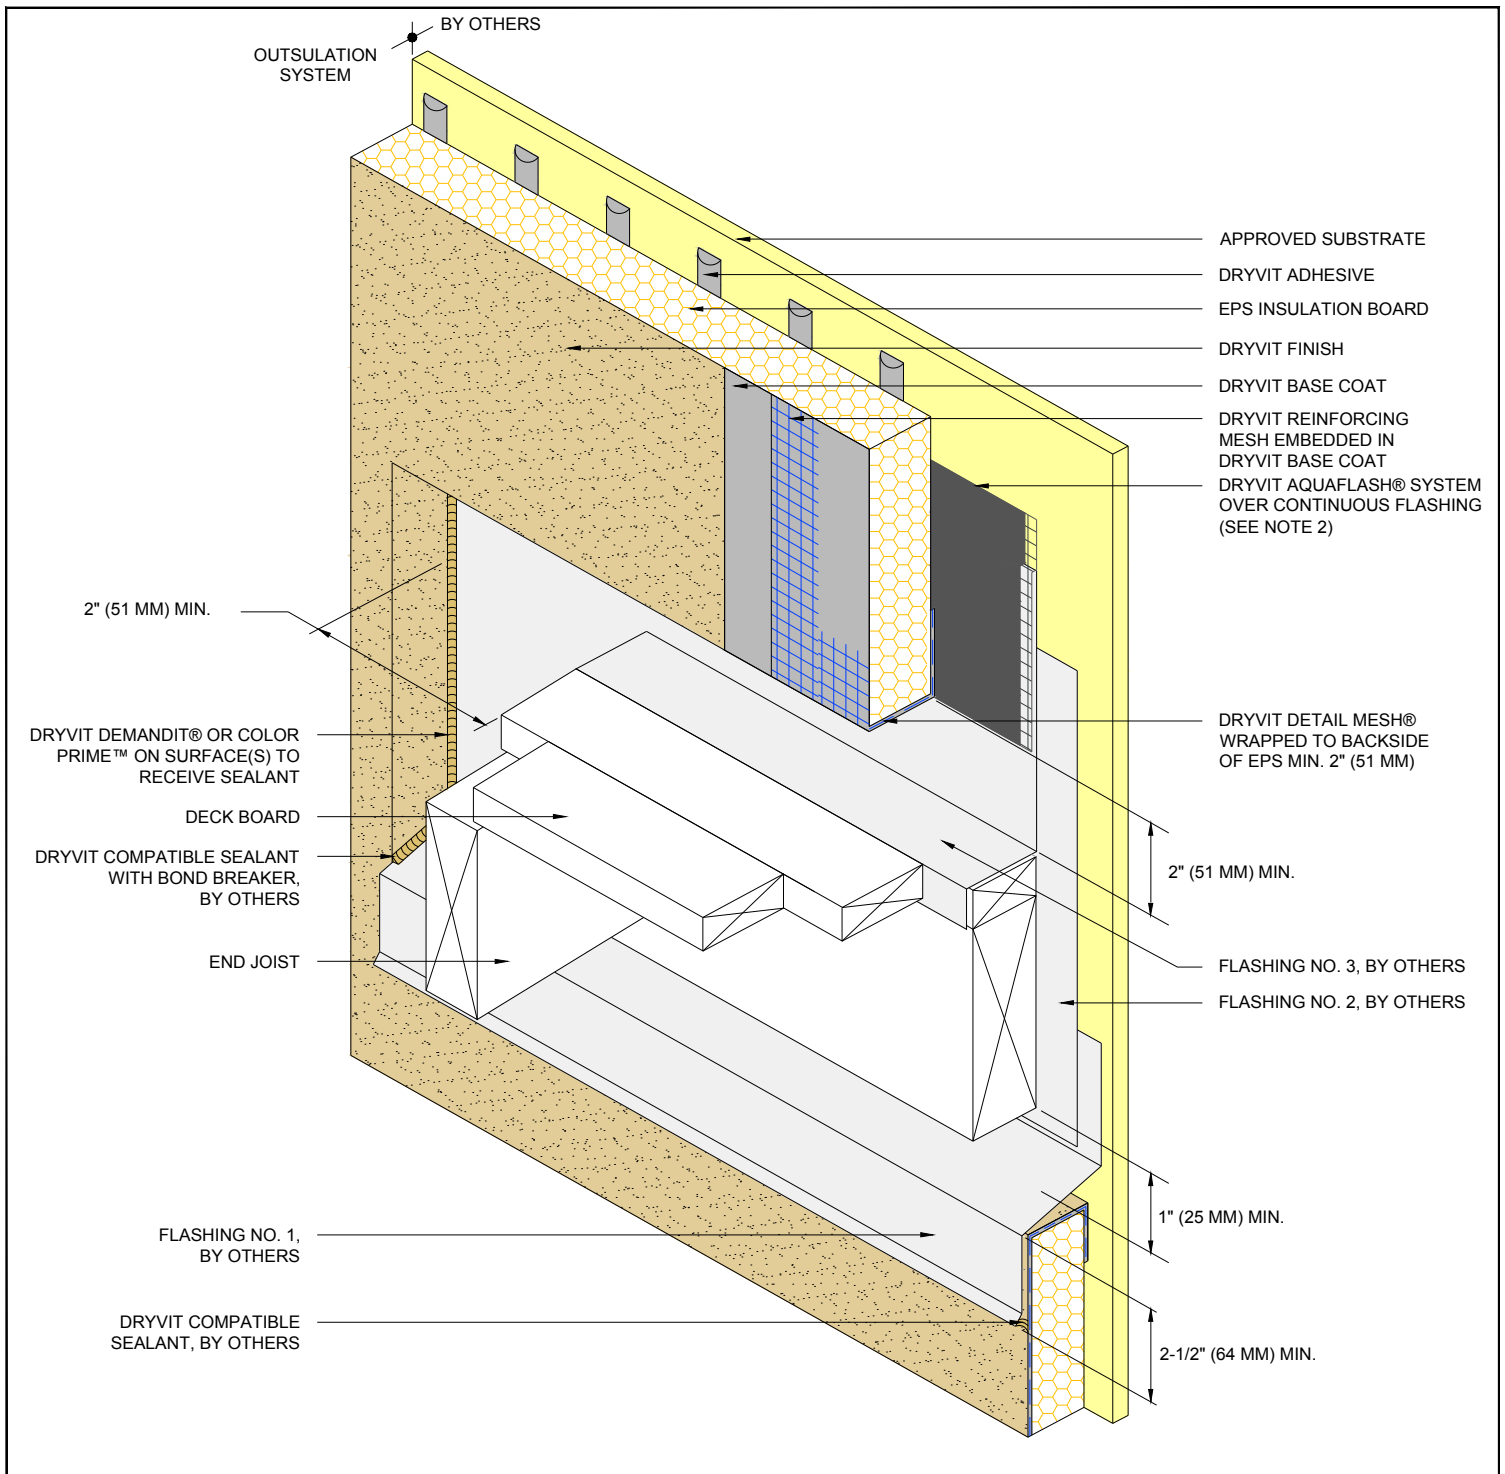 BY OTHERS
OUTSULATION
SYSTEM
APPROVED SUBSTRATE
DRYVIT ADHESIVE
EPS INSULATION BOARD
DRYVIT FINISH
DRYVIT BASE COAT
DRYVIT REINFORCING
MESH EMBEDDED IN
DRYVIT BASE COAT
DRYVIT AQUAFLASH® SYSTEM
OVER CONTINUOUS FLASHING
(SEE NOTE 2)
2" (51 MM) MIN.
DRYVIT DEMANDIT® OR COLOR
PRIME™ ON SURFACE(S) TO
RECEIVE SEALANT
DECK BOARD
DRYVIT COMPATIBLE SEALANT
WITH BOND BREAKER,
BY OTHERS
END JOIST
DRYVIT DETAIL MESH®
WRAPPED TO BACKSIDE
OF EPS MIN. 2" (51 MM)
2" (51 MM) MIN.
FLASHING NO. 3, BY OTHERS
FLASHING NO. 2, BY OTHERS
1" (25 MM) MIN.
FLASHING NO. 1,
BY OTHERS
DRYVIT COMPATIBLE
SEALANT, BY OTHERS
2-1/2" (64 MM) MIN.